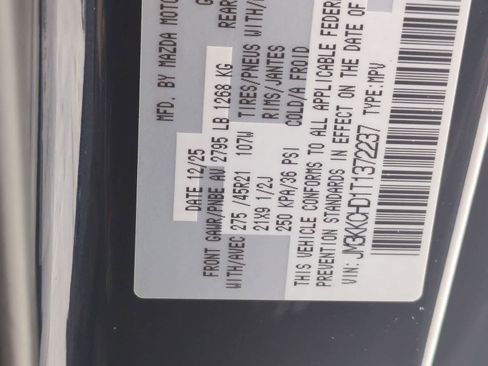 MFD. BY MAZDA MOTOR
DATE 12/25
FRONT GAWR/PNBE AV 2795 LB 1268 KG REAR
WITH/AVEC 275 /45R21 107W TIRES/PNEUS WITH/
21X9 1/2J RIMS/JANTES
250 KPA/36 PSI COLD/A FROID
THIS VEHICLE CONFORMS TO ALL APPLICABLE FEDER
PREVENTION STANDARDS IN EFFECT ON THE DATE OF
VIN: JM3KKCHD1T1372237 TYPE:MPV